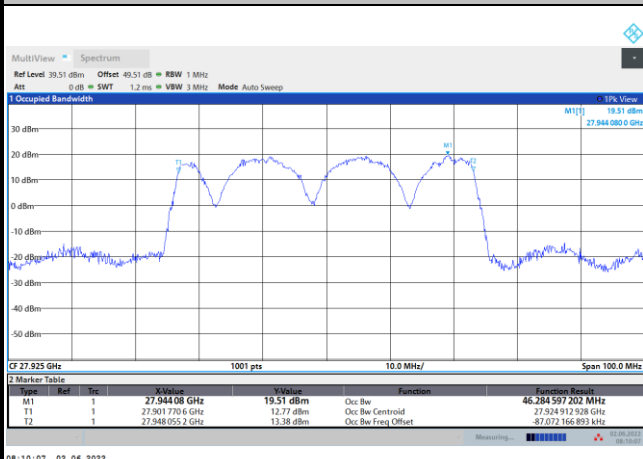 MultiView Spectrum
Ref Level 39.51 dBm Offset 49.51 dB RBW 1 MHz
Att 0 dB SWT 1.2 ms VBW 3 MHz Mode Auto Sweep
1 Occupied Bandwidth 1Pk View
M1[1] 19.51 dBm
27.944 080 0 GHz
30 dBm
M1
20 dBm
T1 T2
10 dBm
0 dBm
-10 dBm
-20 dBm
-30 dBm
-40 dBm
-50 dBm
CF 27.925 GHz 1001 pts 10.0 MHz/ Span 100.0 MHz
2 Marker Table
Type Ref Trc X-Value Y-Value Function Function Result
M1 1 27.944 08 GHz 19.51 dBm Occ Bw 46.284 597 202 MHz
T1 1 27.901 770 6 GHz 12.77 dBm Occ Bw Centroid 27.924 912 928 GHz
T2 1 27.948 055 2 GHz 13.38 dBm Occ Bw Freq Offset -87.072 166 893 kHz
Measuring... 02.06.2022
08:10:07
08:10:07 02.06.2022